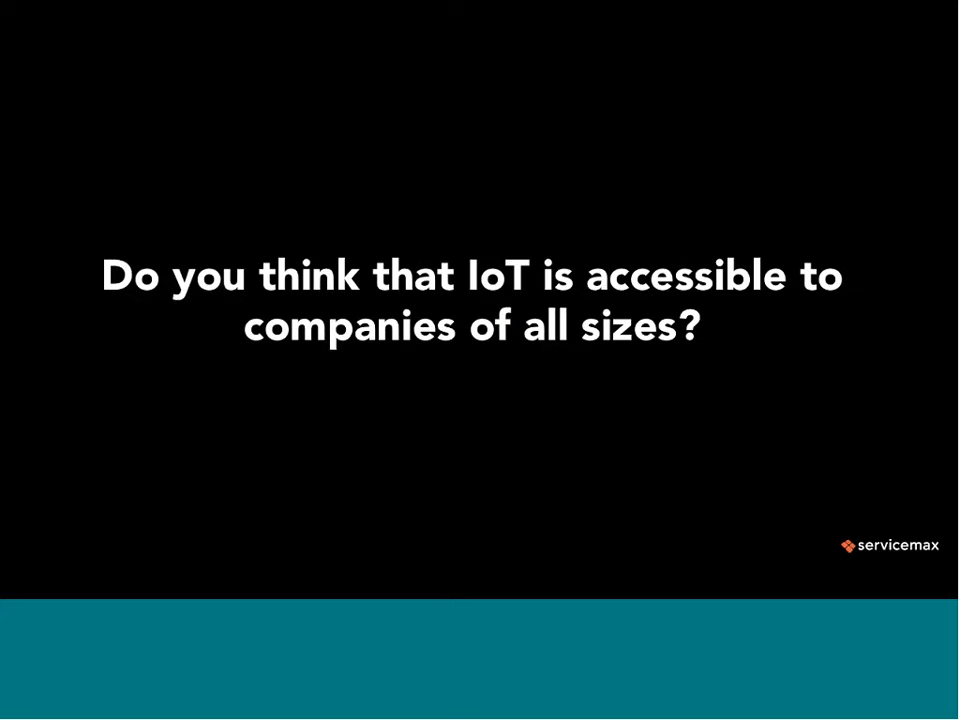 Do you think that IoT is accessible to
companies of all sizes?
servicemax